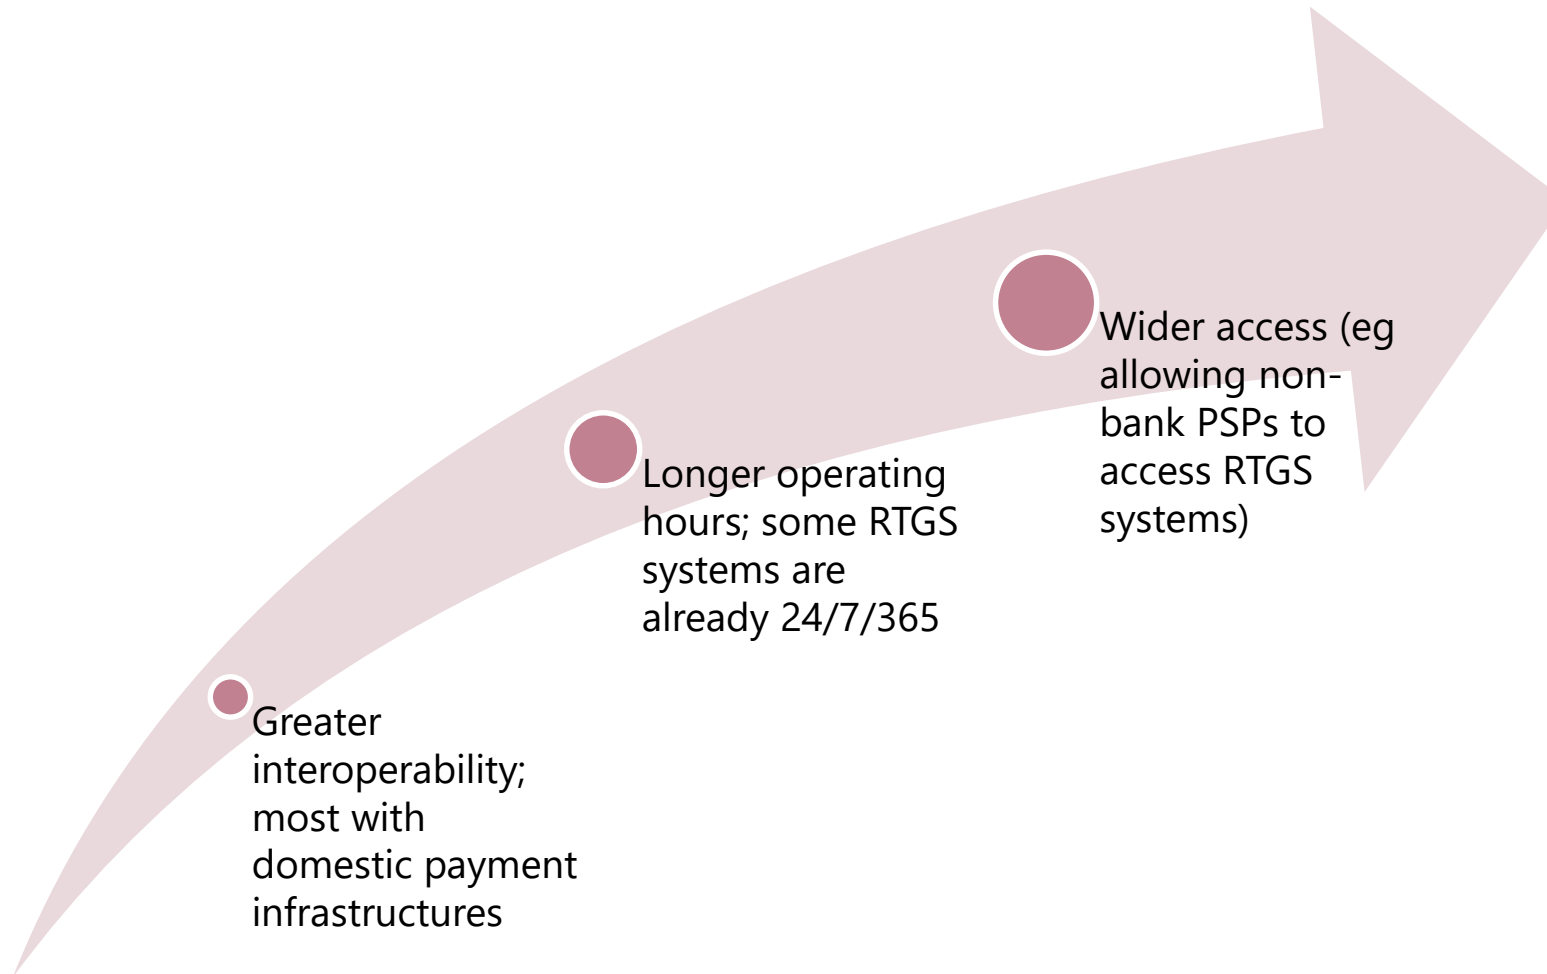 Greater
interoperability;
most with
domestic payment
infrastructures
Longer operating
hours; some RTGS
systems are
already 24/7/365
Wider access (eg
allowing non-
bank PSPs to
access RTGS
systems)